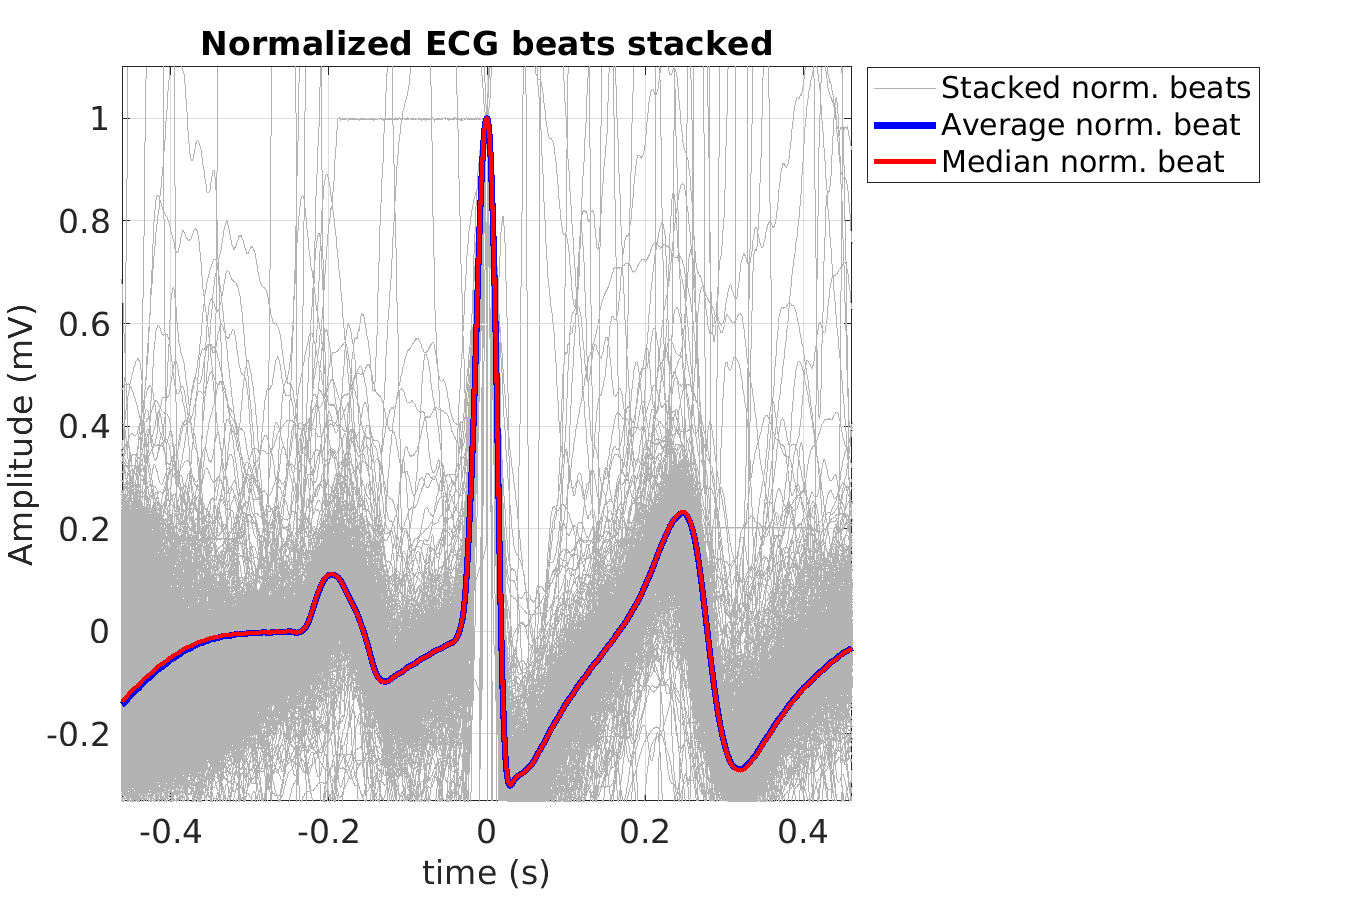 Normalized ECG beats stacked
Stacked norm. beats
Average norm. beat
Median norm. beat
Amplitude (mV)
1
0.8
0.6
0.4
0.2
0
-0.2
-0.4 -0.2 0 0.2 0.4
time (s)